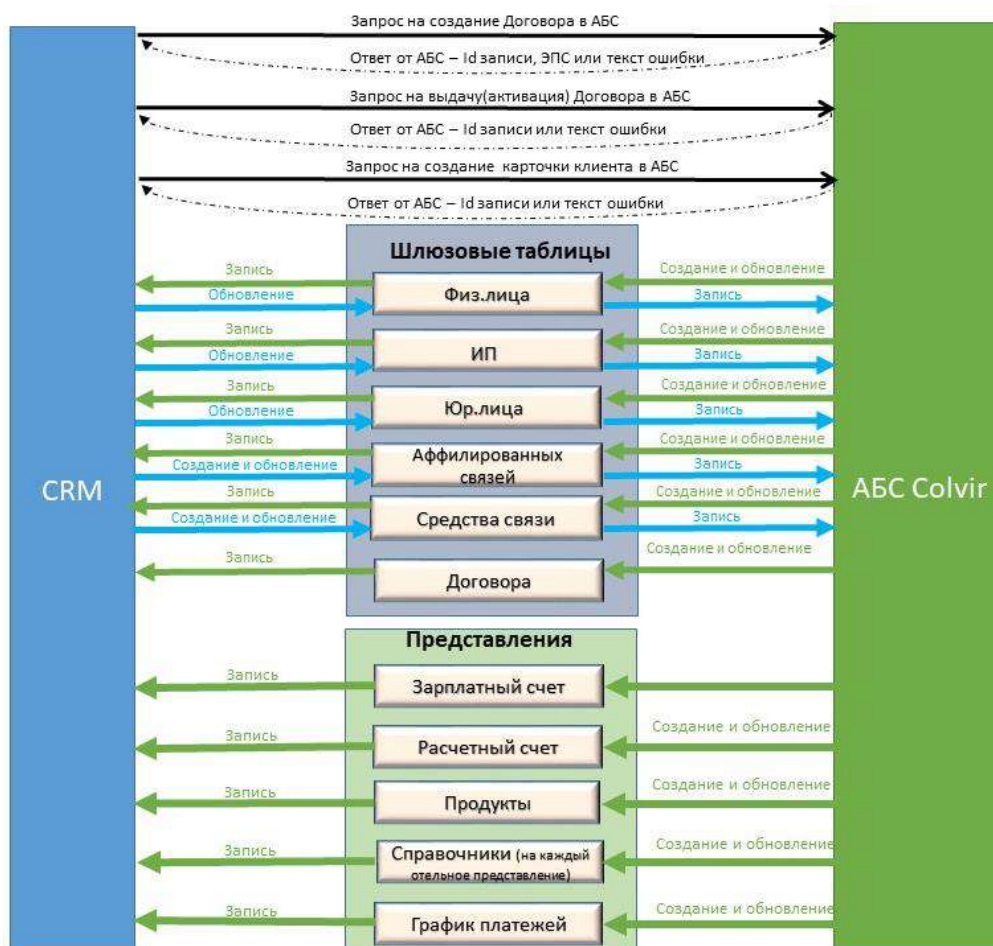 Запрос на создание Договора в АБС
Ответ от АБС – Id записи, ЭПС или текст ошибки
Запрос на выдачу(активация) Договора в АБС
Ответ от АБС – Id записи или текст ошибки
Запрос на создание карточки клиента в АБС
Ответ от АБС – Id записи или текст ошибки
Шлюзовые таблицы
Запись
Физ.лица
Создание и обновление
Обновление
Запись
Запись
ИП
Создание и обновление
Обновление
Запись
Запись
Юр.лица
Создание и обновление
Обновление
Запись
Запись
Аффилированных
связей
Создание и обновление
Создание и обновление
Запись
CRM
АБС Colvir
Запись
Средства связи
Создание и обновление
Создание и обновление
Запись
Запись
Договора
Создание и обновление
Представления
Запись
Зарплатный счет
Запись
Расчетный счет
Создание и обновление
Запись
Продукты
Создание и обновление
Запись
Справочники (на каждый
отельное представление)
Создание и обновление
Запись
График платежей
Создание и обновление